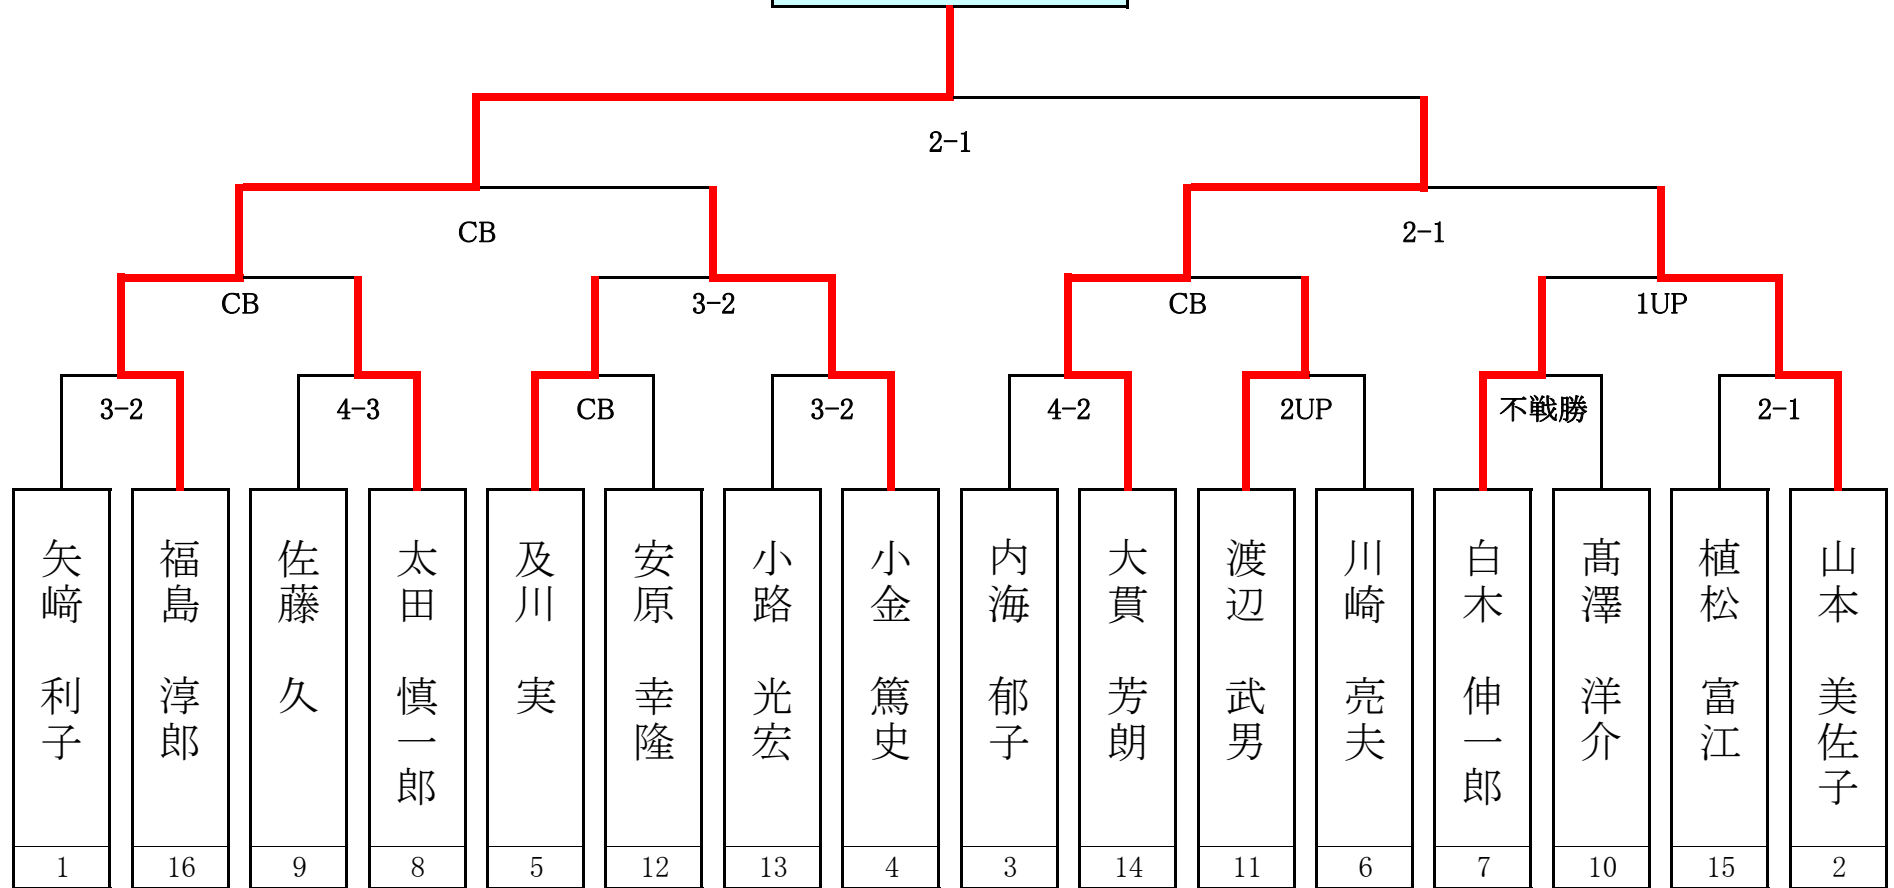 2-1
CB
2-1
CB
3-2
CB
1UP
3-2
4-3
CB
3-2
4-2
2UP
不戦勝
2-1
矢﨑 利子
福島 淳郎
佐藤 久
太田 慎一郎
及川 実
安原 幸隆
小路 光宏
小金 篤史
内海 郁子
大貫 芳朗
渡辺 武男
川崎 亮夫
白木 伸一郎
髙澤 洋介
植松 富江
山本 美佐子
1
16
9
8
5
12
13
4
3
14
11
6
7
10
15
2